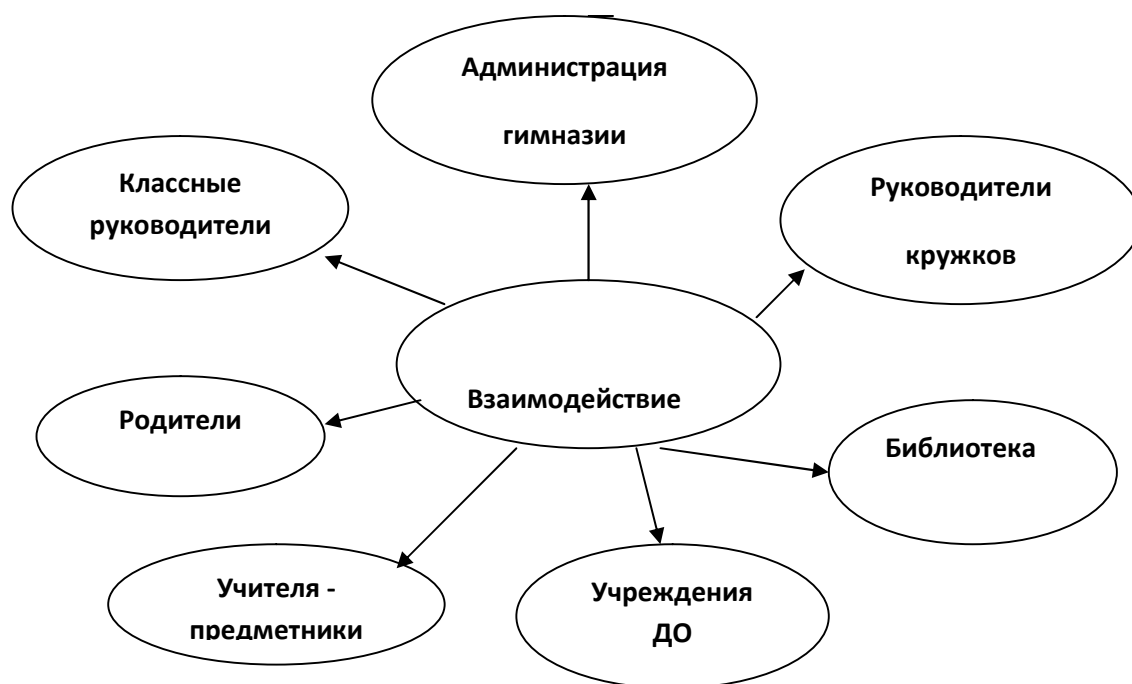 Администрация
гимназии
Классные
руководители
Руководители
кружков
Взаимодействие
Родители
Библиотека
Учителя -
предметники
Учреждения
ДО